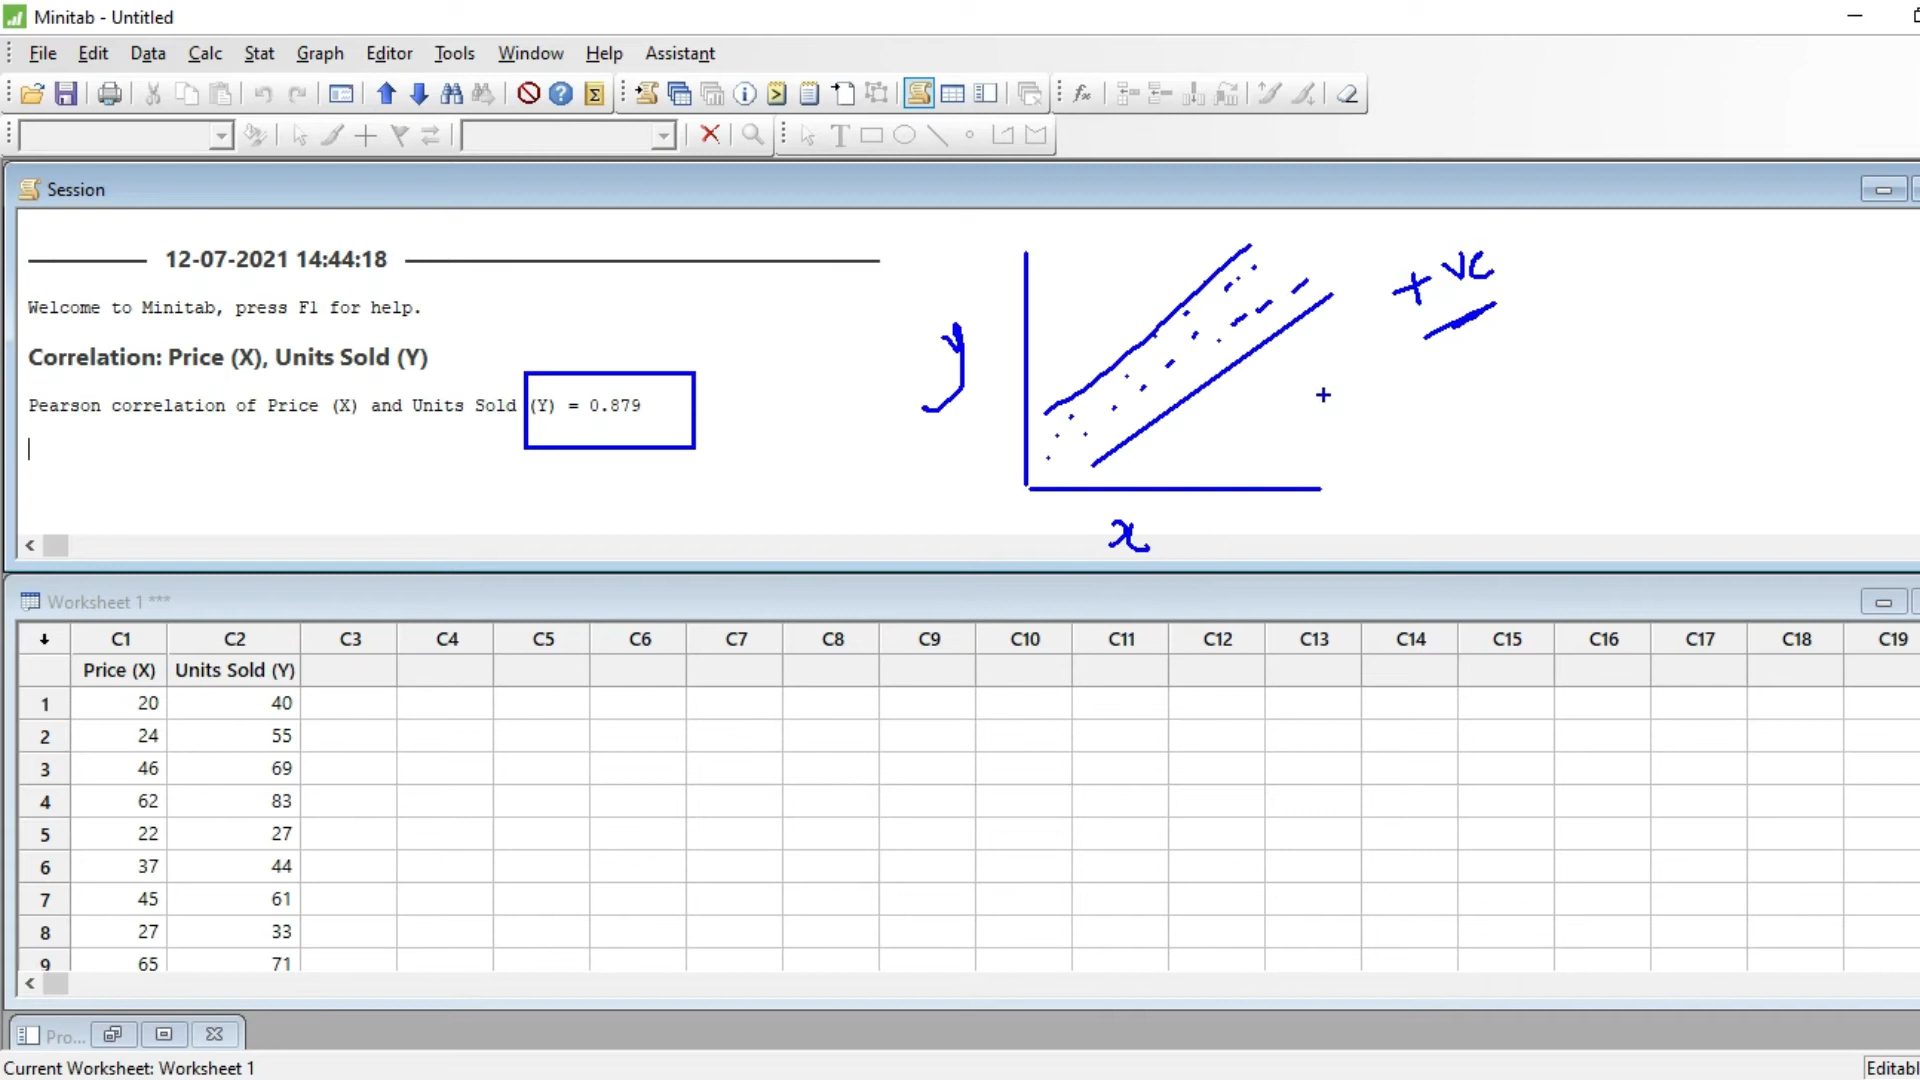 Minitab - Untitled
File Edit Data Calc Stat Graph Editor Tools Window Help Assistant
Session
12-07-2021 14:44:18
Welcome to Minitab, press F1 for help.
Correlation: Price (X), Units Sold (Y)
Pearson correlation of Price (X) and Units Sold (Y) = 0.879
y
x
+ve
Worksheet 1 ***
C1 C2 C3 C4 C5 C6 C7 C8 C9 C10 C11 C12 C13 C14 C15 C16 C17 C18 C19
Price (X) Units Sold (Y)
1 20 40
2 24 55
3 46 69
4 62 83
5 22 27
6 37 44
7 45 61
8 27 33
9 65 71
Pro...
Current Worksheet: Worksheet 1
Editabl